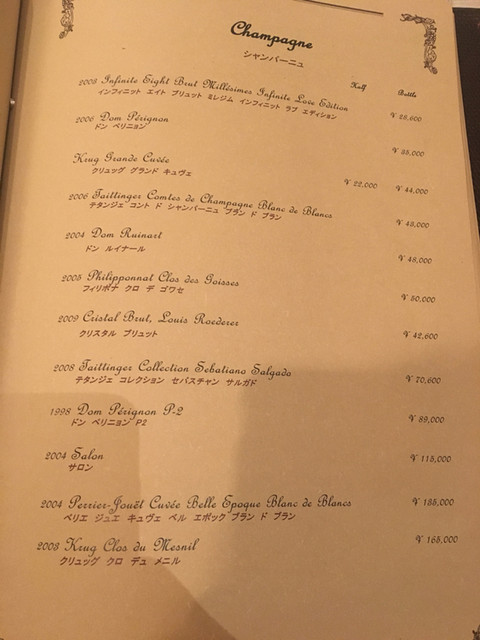 Champagne
シャンパーニュ
Half Bottle
2008 Infinite Eight Brut Millésimes Infinite Love Edition
インフィニット エイト ブリュット ミレジム インフィニット ラブ エディション
2006 Dom Pérignon
ドン ペリニヨン
Krug Grande Cuvée ¥ 22,000 ¥ 44,000
クリュッグ グランド キュヴェ
2006 Taittinger Comtes de Champagne Blanc de Blancs
テタンジェ コント ド シャンパーニュ ブラン ド ブラン
2004 Dom Ruinart ¥ 48,000
ドン ルイナール
2005 Philipponnat Clos des Goisses ¥ 50,000
フィリポナ クロ デ ゴワセ
2009 Cristal Brut, Louis Roederer ¥ 42,600
クリスタル ブリュット
2008 Taittinger Collection Sebatiano Salgado ¥ 70,600
テタンジェ コレクション セバスチャン サルガド
1998 Dom Pérignon P-2 ¥ 89,000
ドン ペリニヨン P2
2004 Salon ¥ 115,000
サロン
2004 Perrier-Jouët Cuvée Belle Epoque Blanc de Blancs ¥ 135,000
ペリエ ジュエ キュヴェ ベル エポック ブラン ド ブラン
2003 Krug Clos du Mesnil ¥ 165,000
クリュッグ クロ デュ メニル